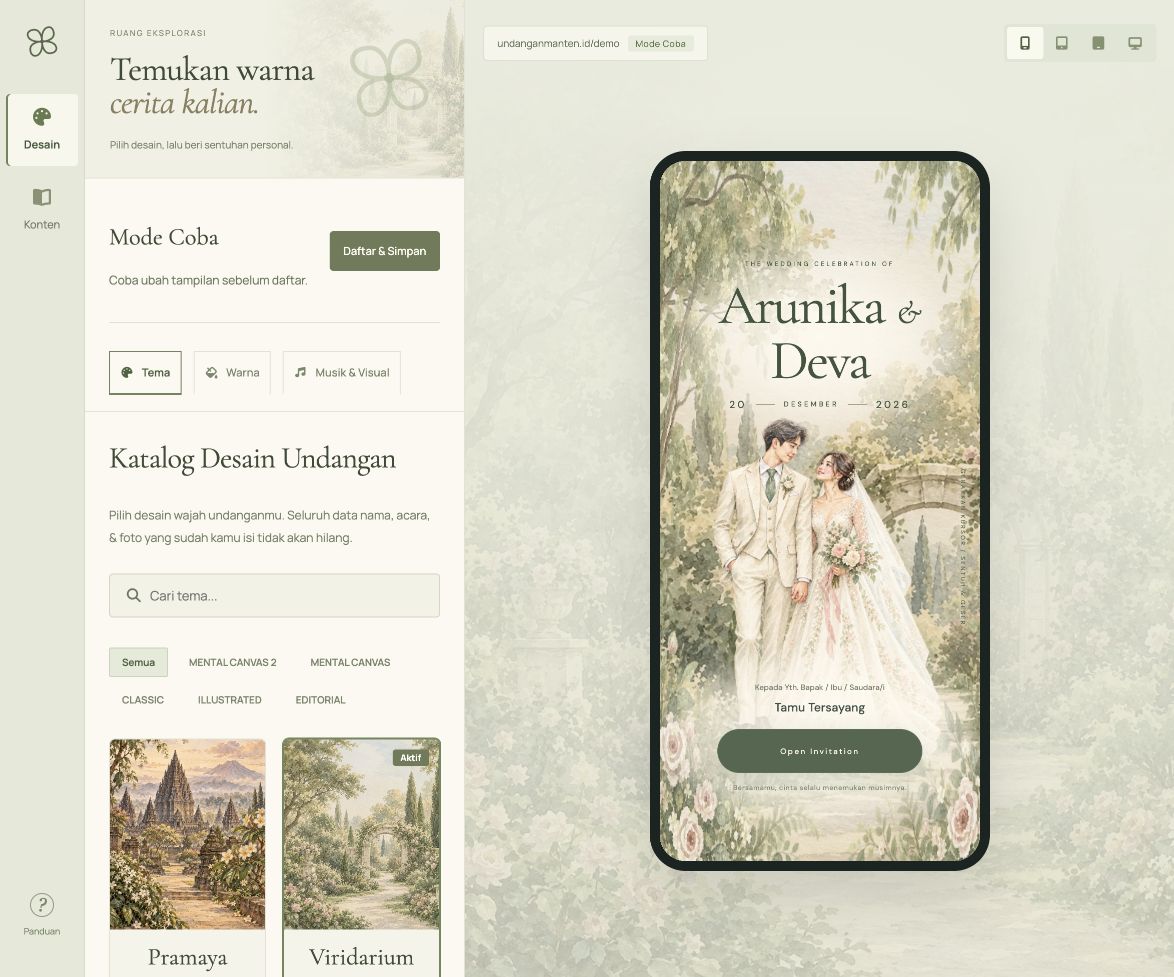 RUANG EKSPLORASI
Temukan warna
cerita kalian.
Pilih desain, lalu beri sentuhan personal.
Desain
Konten
Mode Coba
Daftar & Simpan
Coba ubah tampilan sebelum daftar.
Tema
Warna
Musik & Visual
Katalog Desain Undangan
Pilih desain wajah undanganmu. Seluruh data nama, acara,
& foto yang sudah kamu isi tidak akan hilang.
Cari tema...
Semua
MENTAL CANVAS 2
MENTAL CANVAS
CLASSIC
ILLUSTRATED
EDITORIAL
Aktif
Pramaya
Viridarium
?
Panduan
undanganmanten.id/demo
Mode Coba
THE WEDDING CELEBRATION OF
Arunika &
Deva
20 DESEMBER 2026
KURSOR / SENTUH & GESER
Kepada Yth. Bapak / Ibu / Saudara/i
Tamu Tersayang
Open Invitation
Bersamamu, cinta selalu menemukan musimnya.